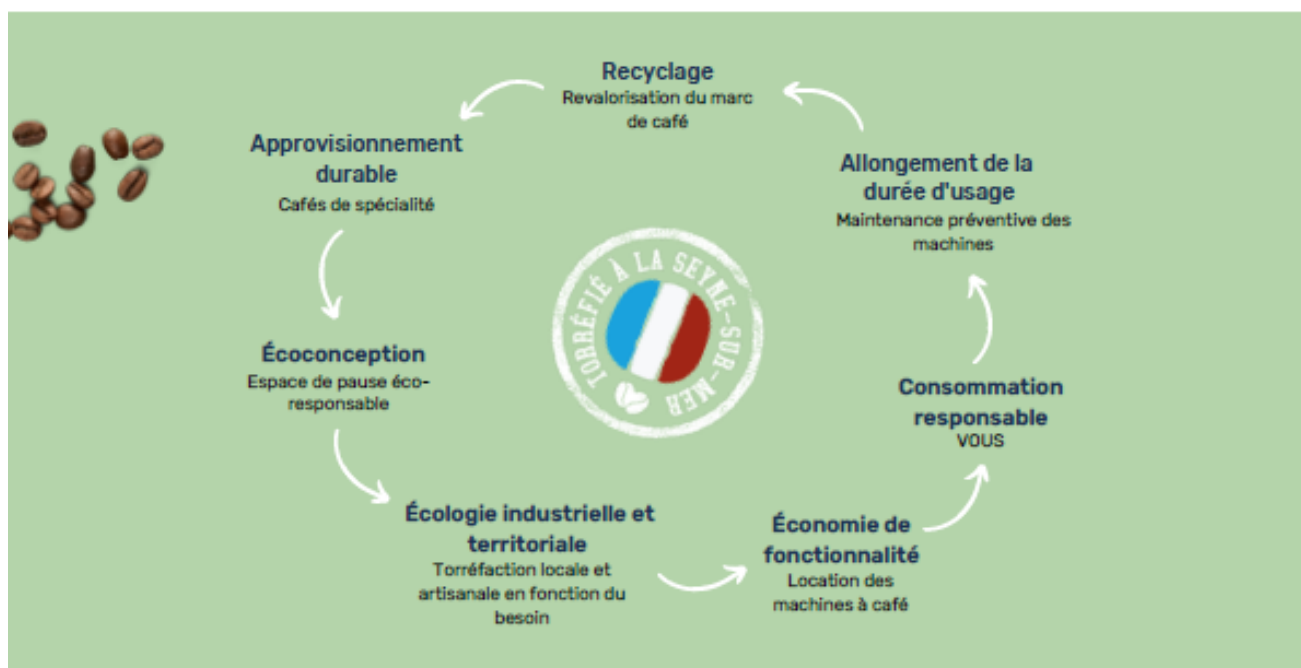 Recyclage
Revalorisation du marc
de café
Approvisionnement
durable
Cafés de spécialité
Allongement de la
durée d'usage
Maintenance préventive des
machines
TORRÉFIÉ À LA SEYNE-SUR-MER
Écoconception
Espace de pause éco-
responsable
Consommation
responsable
VOUS
Écologie industrielle et
territoriale
Torréfaction locale et
artisanale en fonction du
besoin
Économie de
fonctionnalité
Location des
machines à café